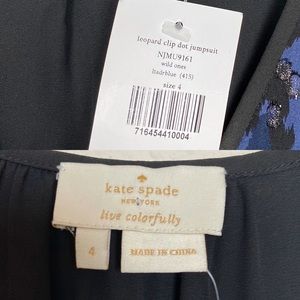 leopard clip dot jumpsuit
NJMU9161
wild ones
ltadrblue (415)
size 4
716454410004
kate spade
NEW YORK
live colorfully
4
MADE IN CHINA